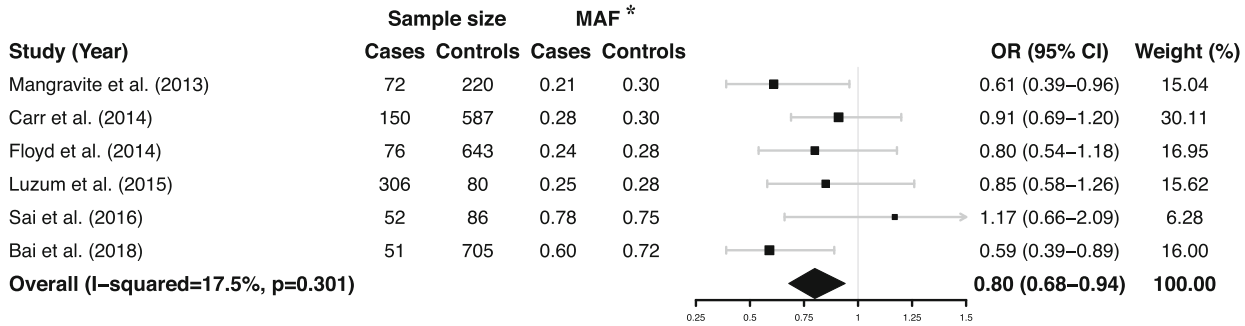 Sample size MAF *
Study (Year) Cases Controls Cases Controls OR (95% CI) Weight (%)
Mangravite et al. (2013) 72 220 0.21 0.30 0.61 (0.39–0.96) 15.04
Carr et al. (2014) 150 587 0.28 0.30 0.91 (0.69–1.20) 30.11
Floyd et al. (2014) 76 643 0.24 0.28 0.80 (0.54–1.18) 16.95
Luzum et al. (2015) 306 80 0.25 0.28 0.85 (0.58–1.26) 15.62
Sai et al. (2016) 52 86 0.78 0.75 1.17 (0.66–2.09) 6.28
Bai et al. (2018) 51 705 0.60 0.72 0.59 (0.39–0.89) 16.00
Overall (I–squared=17.5%, p=0.301) 0.80 (0.68–0.94) 100.00
0.25 0.5 0.75 1 1.25 1.5